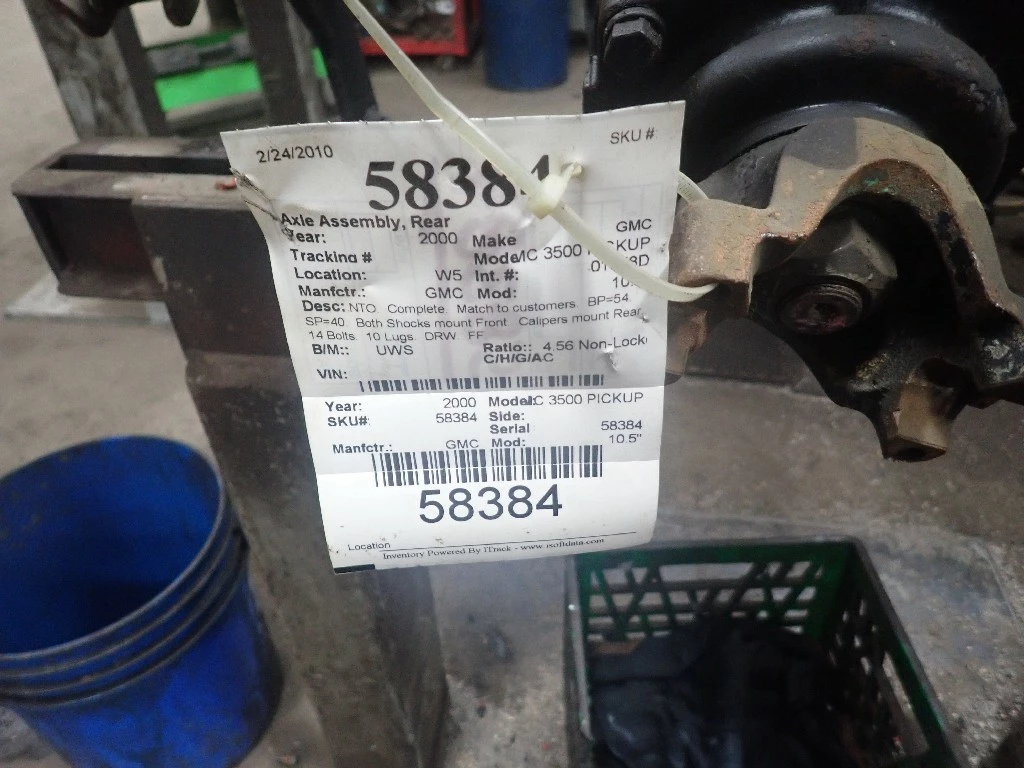 2/24/2010 SKU #
58384
Axle Assembly, Rear
Year: 2000 Make GMC
Tracking # Model C 3500 PICKUP
Location: W5 Int. #:
Manfctr.: GMC Mod:
Desc: NTO Complete Match to customers BP=54
SP=40 Both Shocks mount Front Calipers mount Rear
14 Bolts 10 Lugs DRW FF
B/M:: UWS Ratio:: 4.56 Non-Lock
C/H/G/AC
VIN:
Year: 2000 Model: C 3500 PICKUP
SKU#: 58384 Side:
Serial 58384
Manfctr.: GMC Mod: 10.5"
58384
Location
Inventory Powered By ITrack - www.isoftdata.com